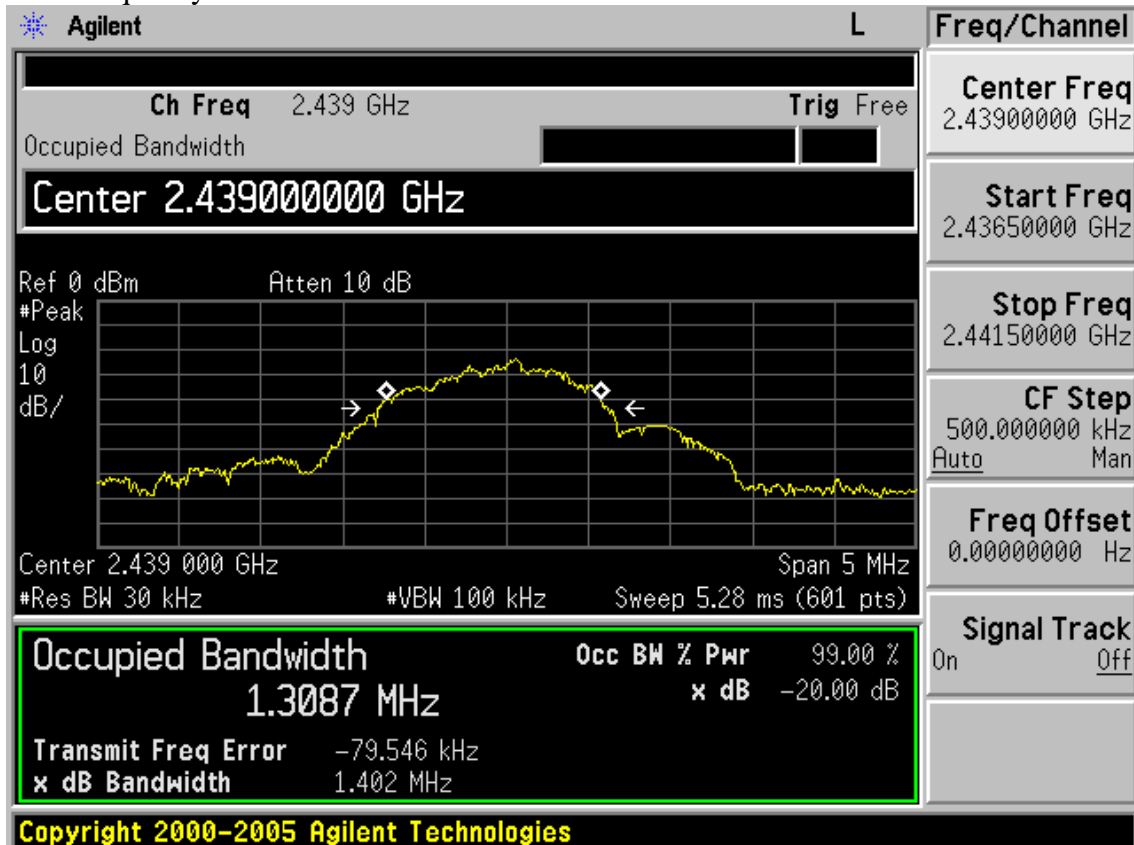 Agilent L
Ch Freq 2.439 GHz Trig Free
Occupied Bandwidth
Center 2.439000000 GHz
Ref 0 dBm Atten 10 dB
#Peak
Log
10
dB/
Center 2.439 000 GHz Span 5 MHz
#Res BW 30 kHz #VBW 100 kHz Sweep 5.28 ms (601 pts)
Occupied Bandwidth
1.3087 MHz
Occ BW % Pwr 99.00 %
x dB -20.00 dB
Transmit Freq Error -79.546 kHz
x dB Bandwidth 1.402 MHz
Copyright 2000-2005 Agilent Technologies
Freq/Channel
Center Freq
2.43900000 GHz
Start Freq
2.43650000 GHz
Stop Freq
2.44150000 GHz
CF Step
500.000000 kHz
Auto Man
Freq Offset
0.00000000 Hz
Signal Track
On Off